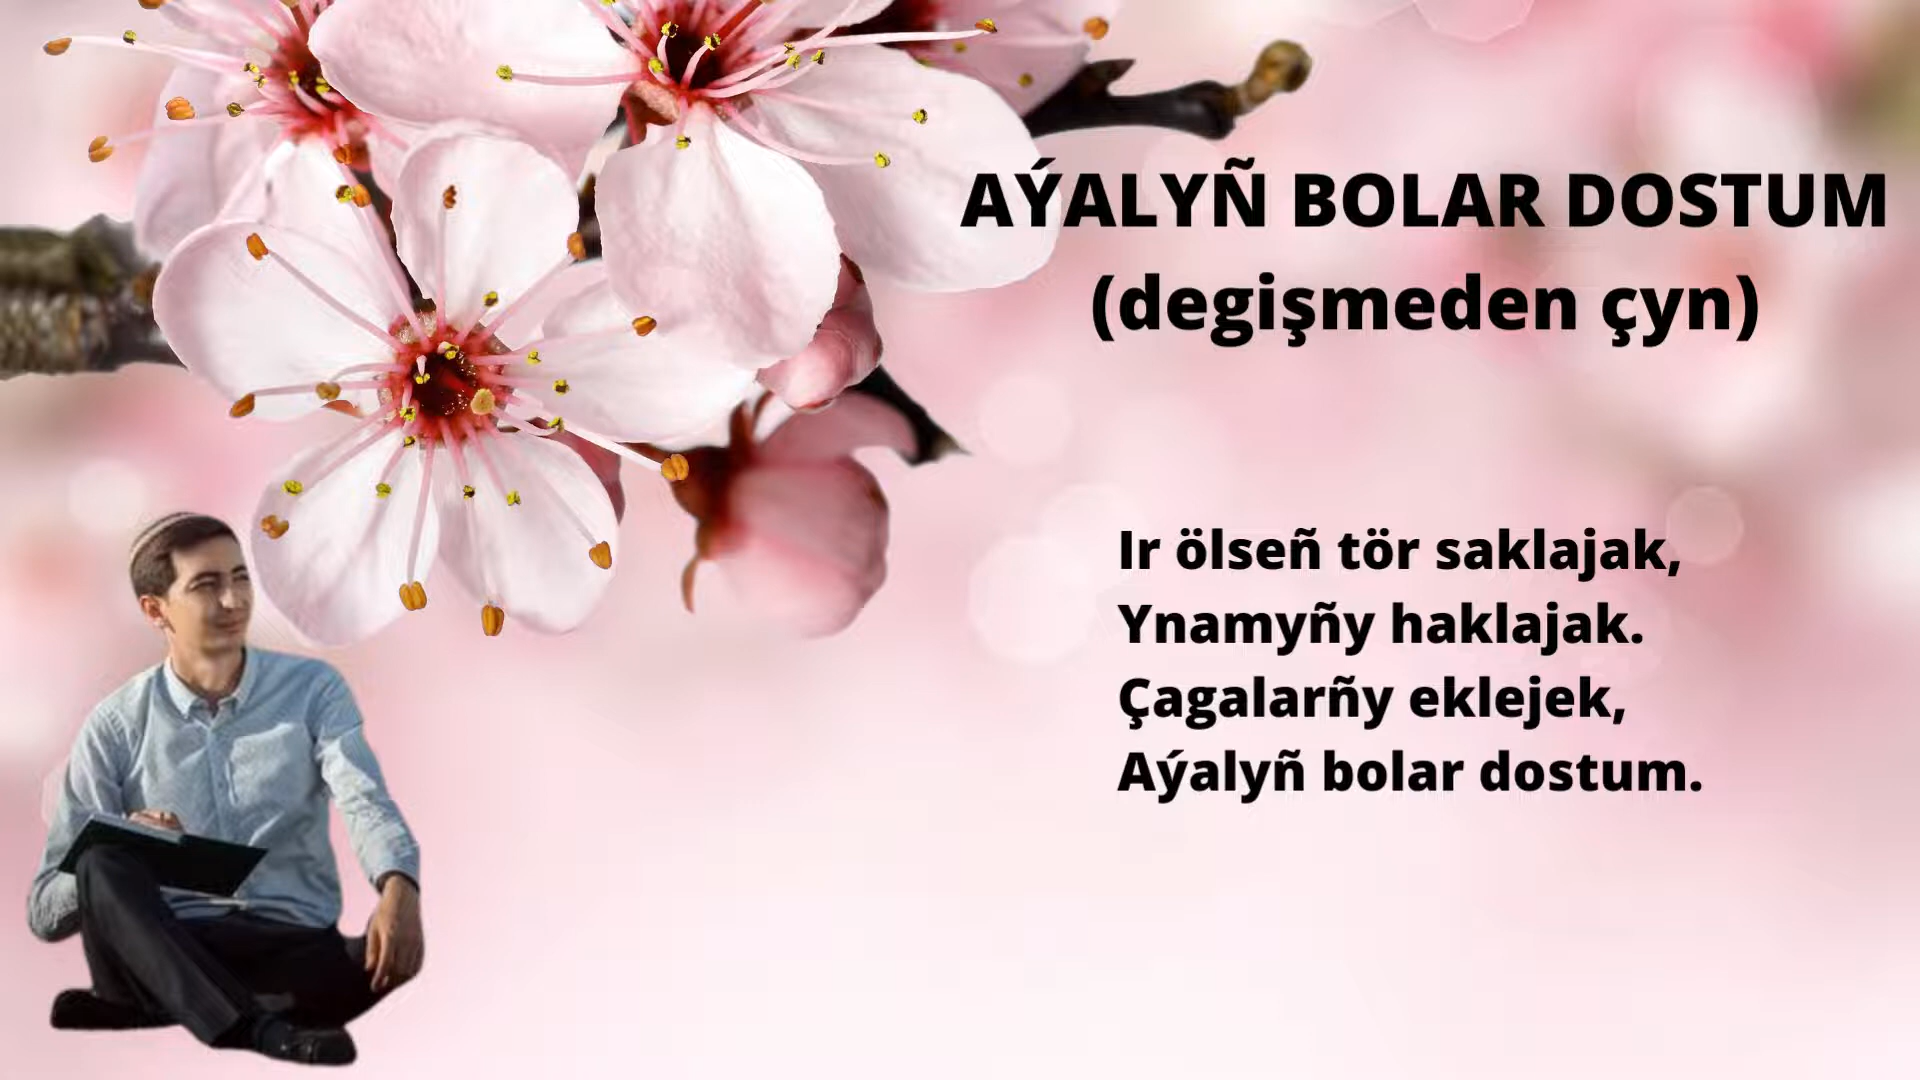 AÝALYÑ BOLAR DOSTUM
(degişmeden çyn)
Ir ölseñ tör saklajak,
Ynamyñy haklajak.
Çagalarñy eklejek,
Aýalyñ bolar dostum.